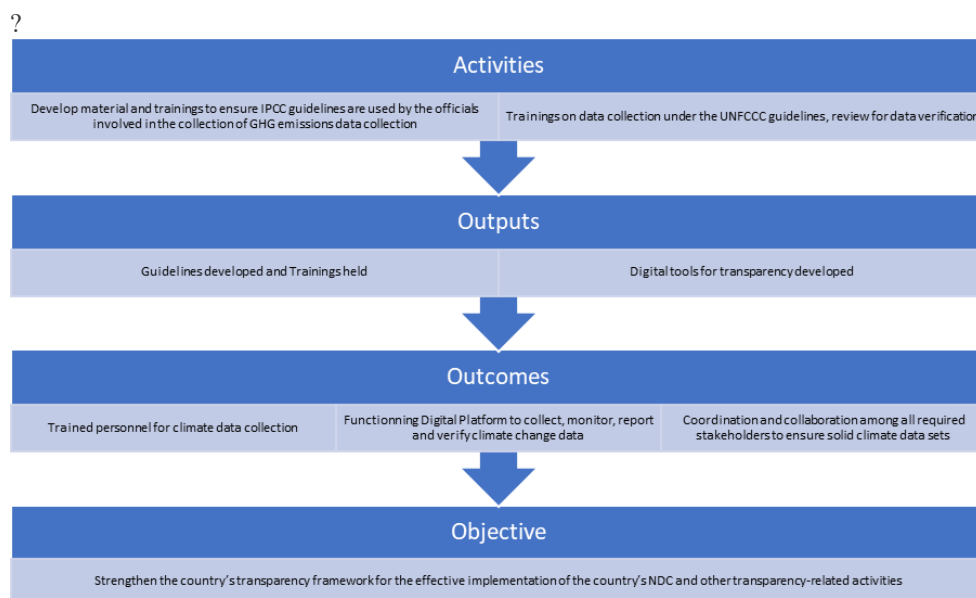 ?
Activities
Develop material and trainings to ensure IPCC guidelines are used by the officials
involved in the collection of GHG emissions data collection
Trainings on data collection under the UNFCCC guidelines, review for data verification
Outputs
Guidelines developed and Trainings held
Digital tools for transparency developed
Outcomes
Trained personnel for climate data collection
Functionning Digital Platform to collect, monitor, report
and verify climate change data
Coordination and collaboration among all required
stakeholders to ensure solid climate data sets
Objective
Strengthen the country's transparency framework for the effective implementation of the country's NDC and other transparency-related activities